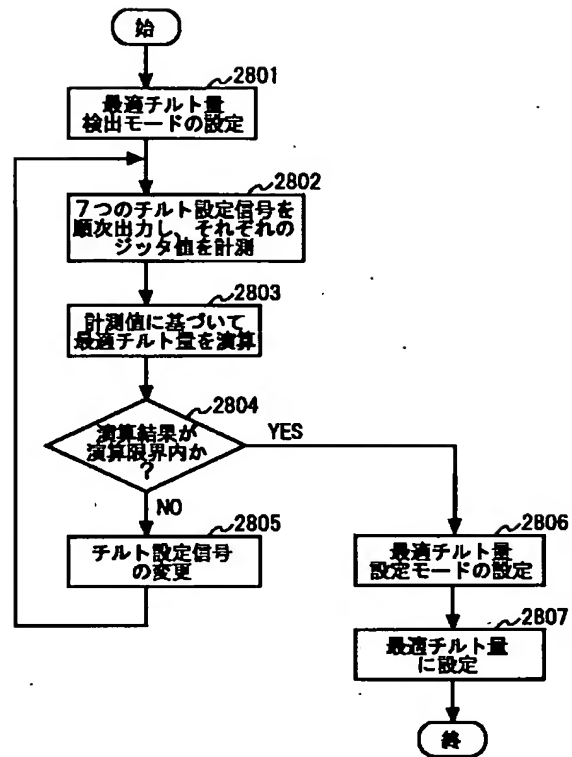 始
2801
最適チルト量
検出モードの設定
2802
7つのチルト設定信号を
順次出力し、それぞれの
ジッタ値を計測
2803
計測値に基づいて
最適チルト量を演算
2804
演算結果が
演算限界内か
?
YES
NO
2805
チルト設定信号
の変更
2806
最適チルト量
設定モードの設定
2807
最適チルト量
に設定
終